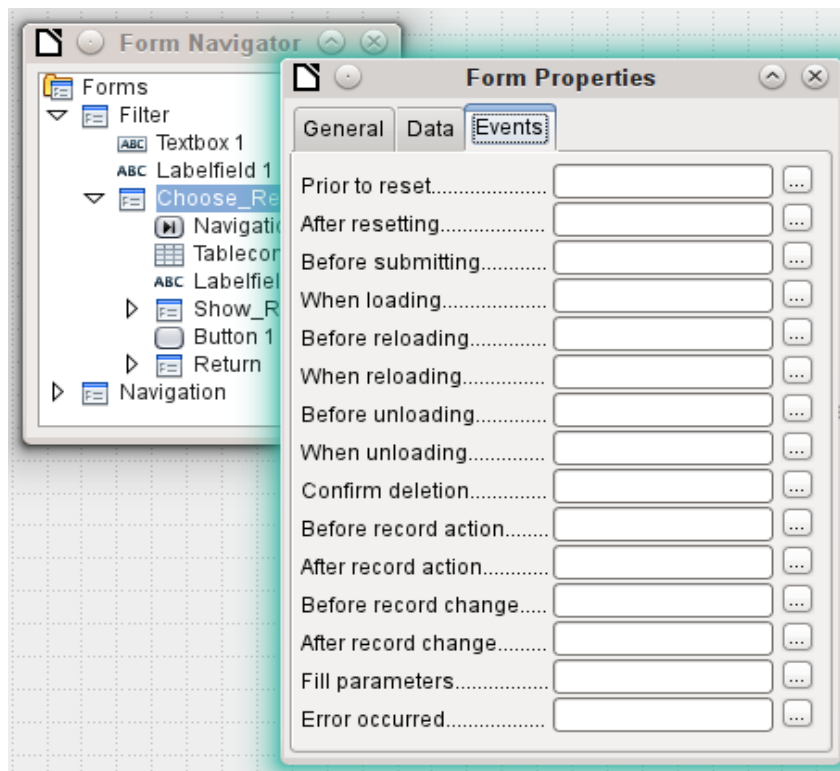 Form Navigator
Forms
Filter
ABC Textbox 1
ABC Labelfield 1
Choose_Re
Navigatio
Tablecon
ABC Labelfiel
Show_R
Button 1
Return
Navigation
Form Properties
General Data Events
Prior to reset....................
After resetting..................
Before submitting............
When loading..................
Before reloading..............
When reloading...............
Before unloading.............
When unloading.............
Confirm deletion..............
Before record action.......
After record action...........
Before record change.....
After record change........
Fill parameters................
Error occurred..................